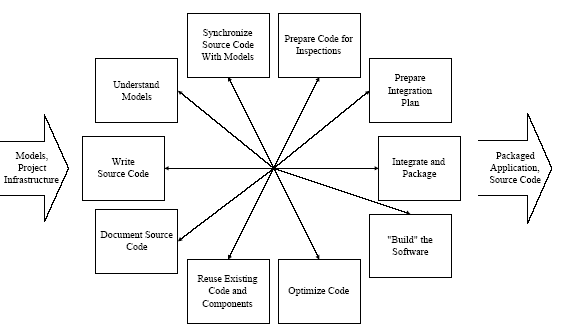 Synchronize
Source Code
With Models
Prepare Code for
Inspections
Understand
Models
Prepare
Integration
Plan
Models,
Project
Infrastructure
Write
Source Code
Integrate and
Package
Packaged
Application,
Source Code
Document Source
Code
"Build" the
Software
Reuse Existing
Code and
Components
Optimize Code